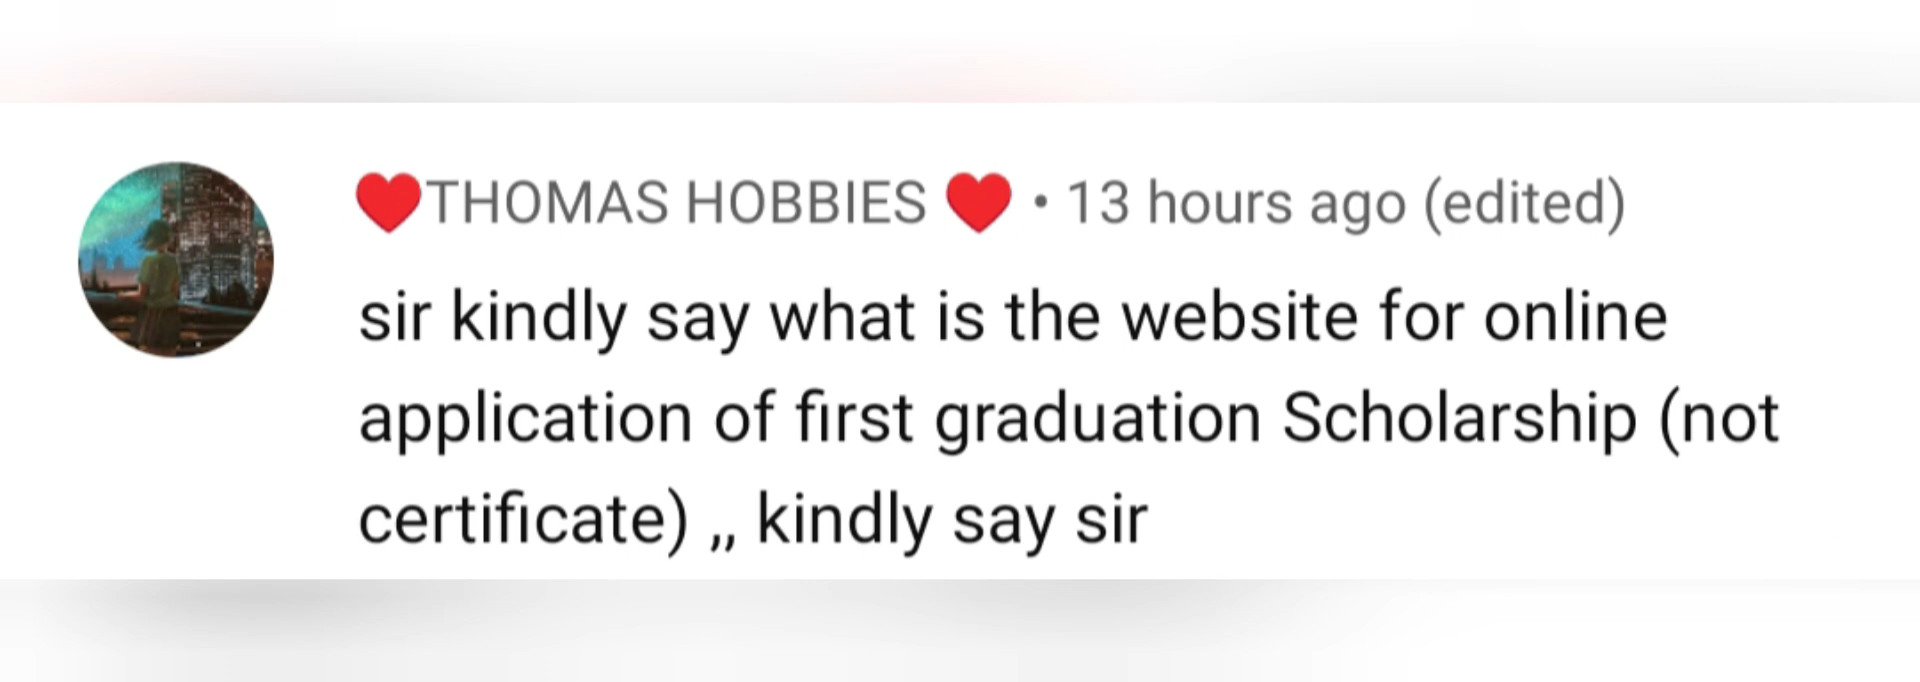 ❤️THOMAS HOBBIES ❤️ • 13 hours ago (edited)
sir kindly say what is the website for online
application of first graduation Scholarship (not
certificate) ,, kindly say sir